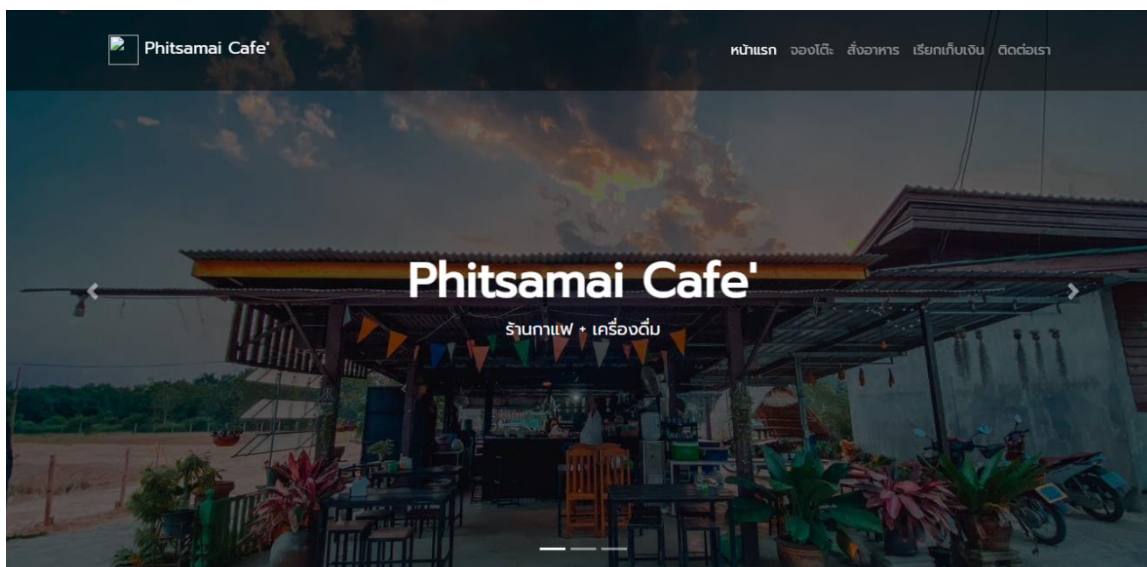 Phitsamai Cafe'
หน้าแรก จองโต๊ะ สั่งอาหาร เรียกเก็บเงิน ติดต่อเรา
Phitsamai Cafe'
ร้านกาแฟ + เครื่องดื่ม